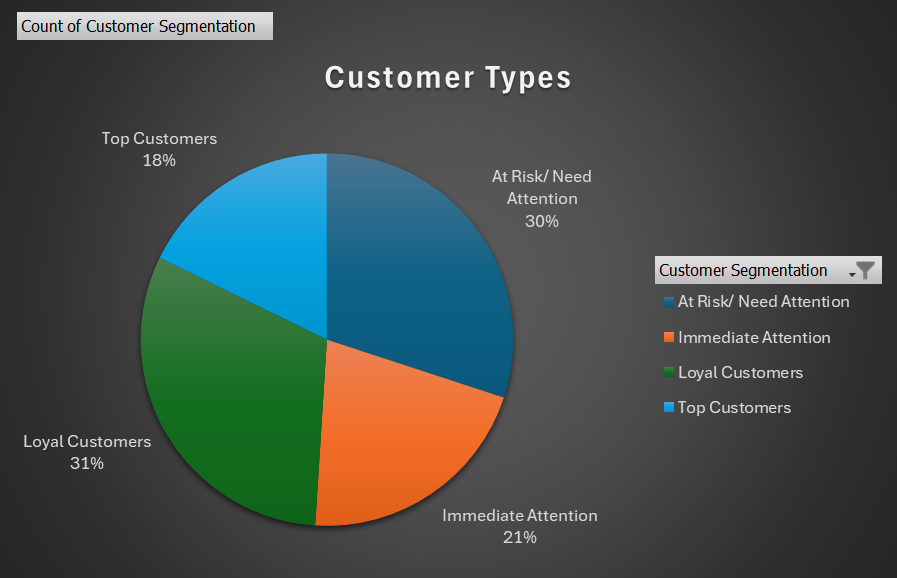 Count of Customer Segmentation
Customer Types
Top Customers
18%
At Risk/ Need
Attention
30%
Customer Segmentation
At Risk/ Need Attention
Immediate Attention
Loyal Customers
Top Customers
Loyal Customers
31%
Immediate Attention
21%